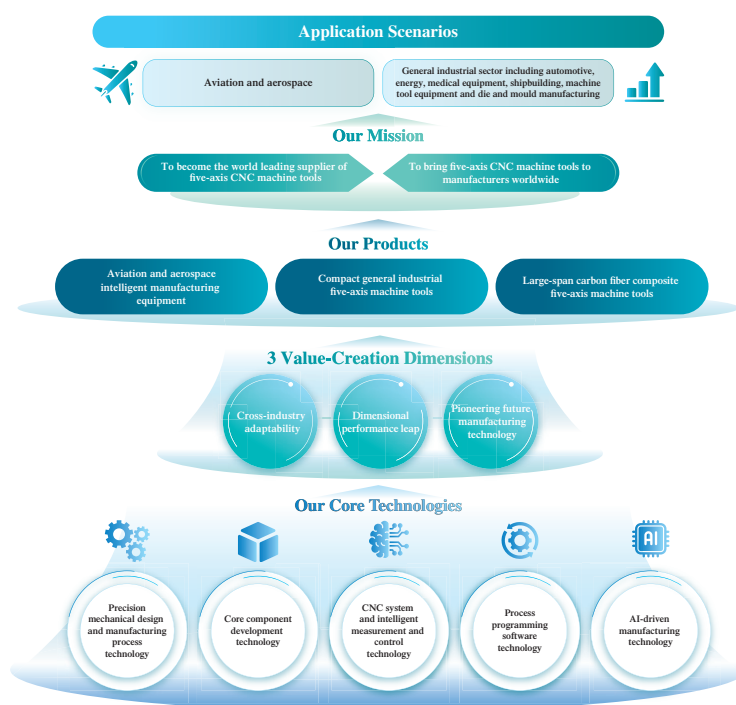 Application Scenarios
Aviation and aerospace
General industrial sector including automotive,
energy, medical equipment, shipbuilding, machine
tool equipment and die and mould manufacturing
Our Mission
To become the world leading supplier of
five-axis CNC machine tools
To bring five-axis CNC machine tools to
manufacturers worldwide
Our Products
Aviation and aerospace
intelligent manufacturing
equipment
Compact general industrial
five-axis machine tools
Large-span carbon fiber composite
five-axis machine tools
3 Value-Creation Dimensions
Cross-industry
adaptability
Dimensional
performance leap
Pioneering future
manufacturing
technology
Our Core Technologies
AI
Precision
mechanical design
and manufacturing
process
technology
Core component
development
technology
CNC system
and intelligent
measurement and
control
technology
Process
programming
software
technology
AI-driven
manufacturing
technology